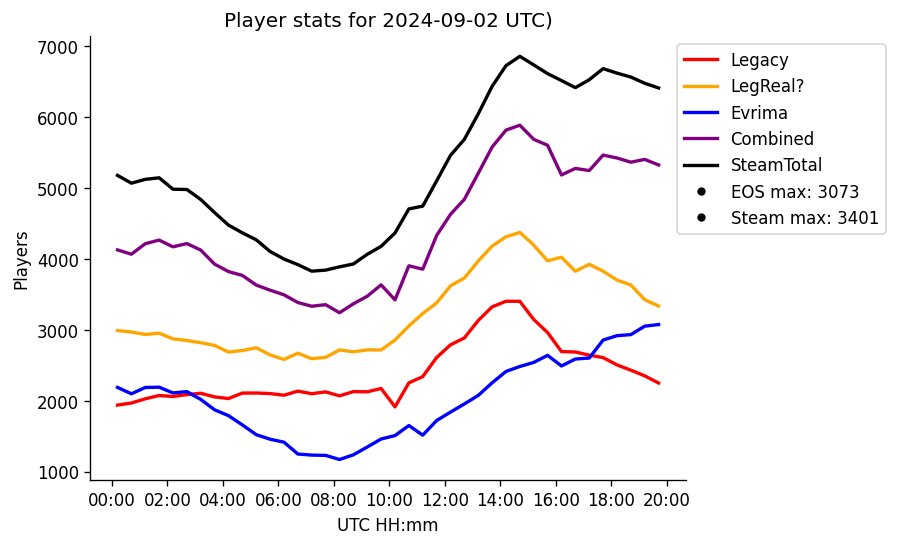 Player stats for 2024-09-02 UTC)
7000
6000
5000
4000
3000
2000
1000
Players
00:00 02:00 04:00 06:00 08:00 10:00 12:00 14:00 16:00 18:00 20:00
UTC HH:mm
Legacy
LegReal?
Evrima
Combined
SteamTotal
EOS max: 3073
Steam max: 3401